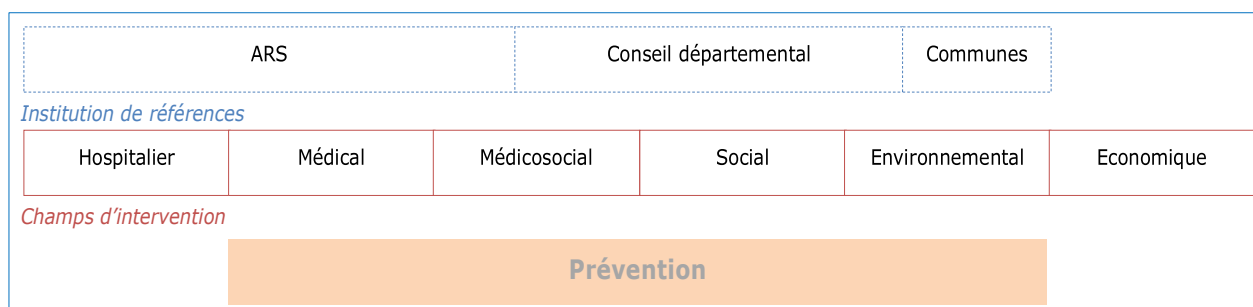 ARS Conseil départemental Communes
Institution de références
Hospitalier Médical Médicosocial Social Environnemental Economique
Champs d'intervention
Prévention